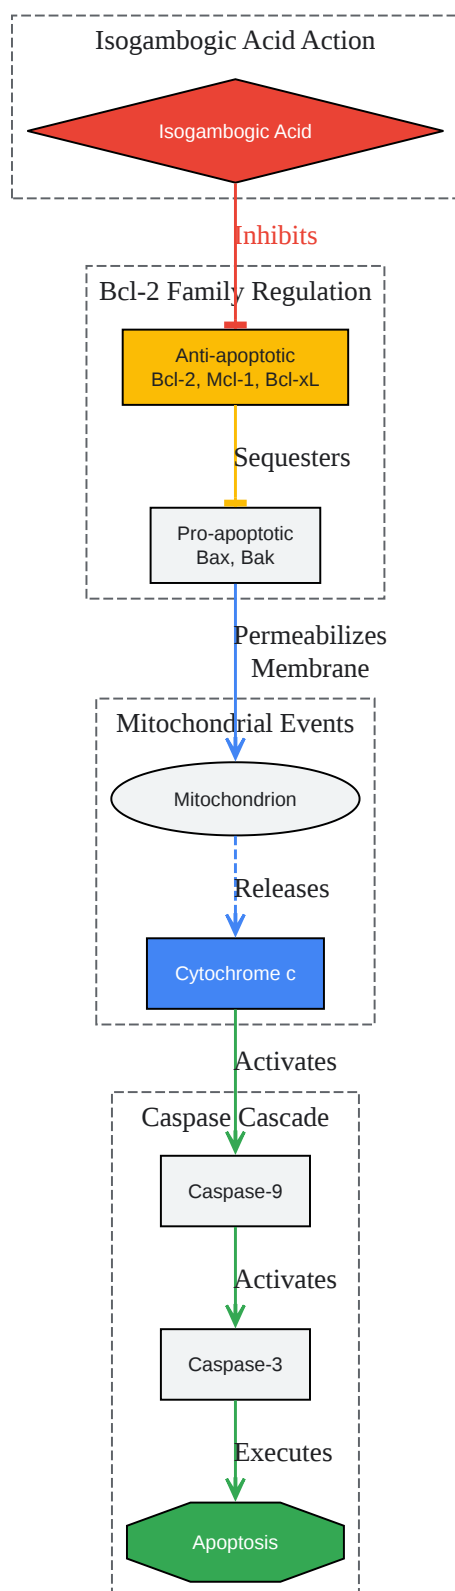 Isogambogic Acid Action
Isogambogic Acid
Inhibits
Bcl-2 Family Regulation
Anti-apoptotic
Bcl-2, Mcl-1, Bcl-xL
Sequesters
Pro-apoptotic
Bax, Bak
Permeabilizes
Membrane
Mitochondrial Events
Mitochondrion
Releases
Cytochrome c
Activates
Caspase Cascade
Caspase-9
Activates
Caspase-3
Executes
Apoptosis